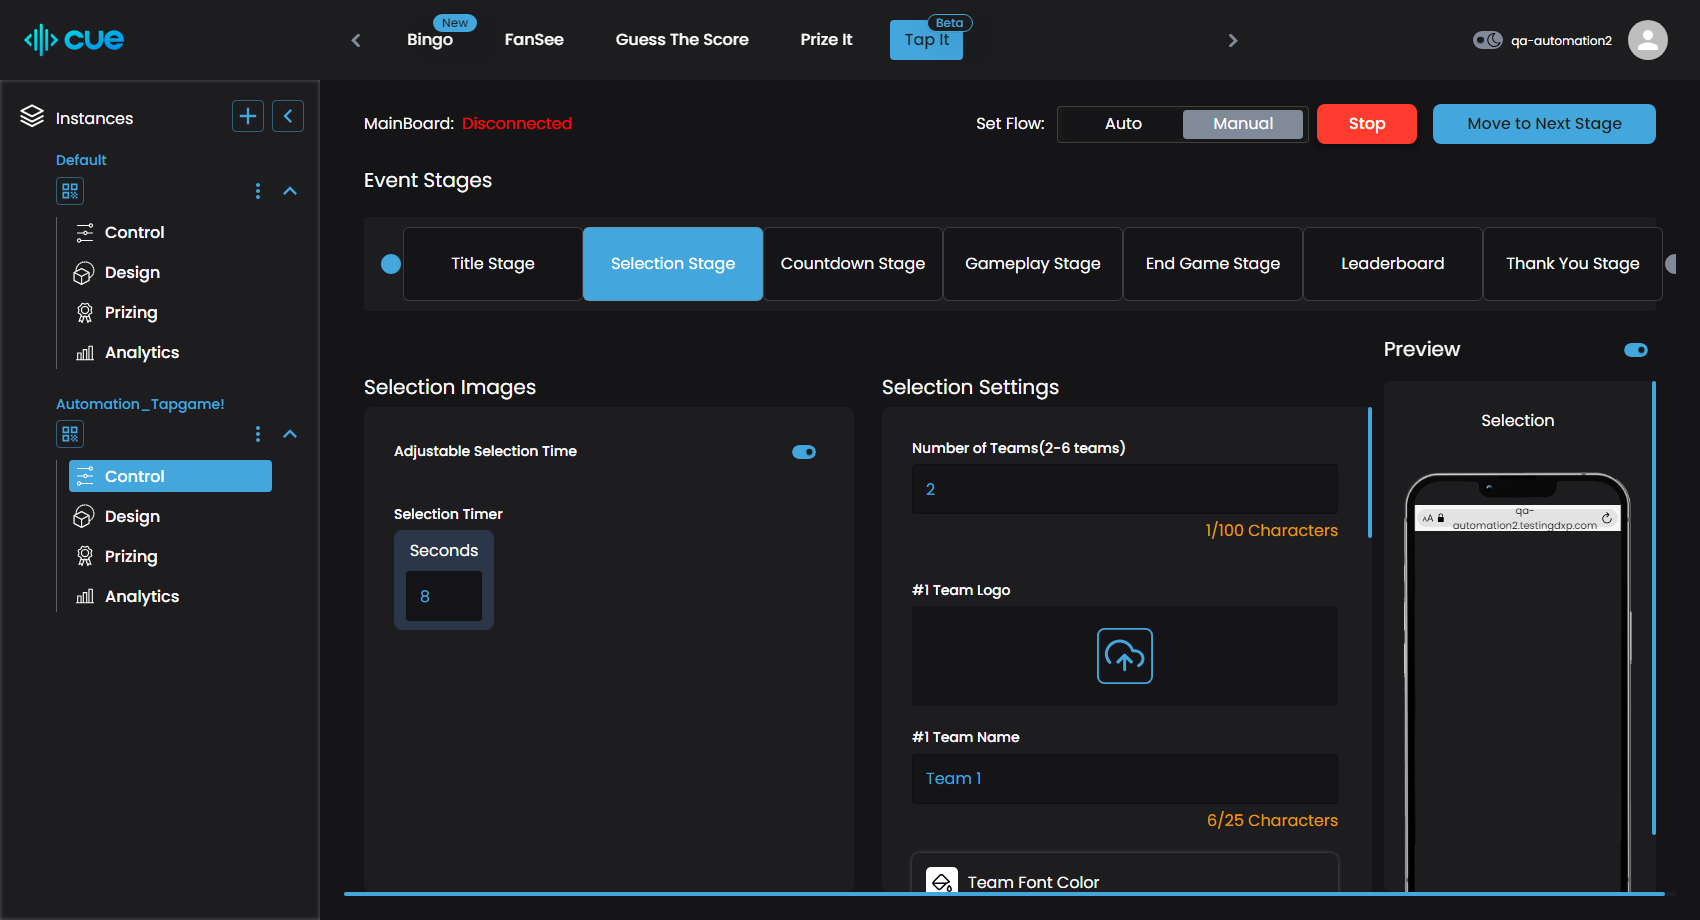 cue
New
Bingo
FanSee
Guess The Score
Prize It
Beta
Tap It
qa-automation2
Instances
Default
Control
Design
Prizing
Analytics
Automation_Tapgame!
Control
Design
Prizing
Analytics
MainBoard: Disconnected
Set Flow:
Auto
Manual
Stop
Move to Next Stage
Event Stages
Title Stage
Selection Stage
Countdown Stage
Gameplay Stage
End Game Stage
Leaderboard
Thank You Stage
Selection Images
Adjustable Selection Time
Selection Timer
Seconds
8
Selection Settings
Number of Teams(2-6 teams)
2
1/100 Characters
#1 Team Logo
#1 Team Name
Team 1
6/25 Characters
Team Font Color
Preview
Selection
AA
qa-
automation2.testingdxp.com